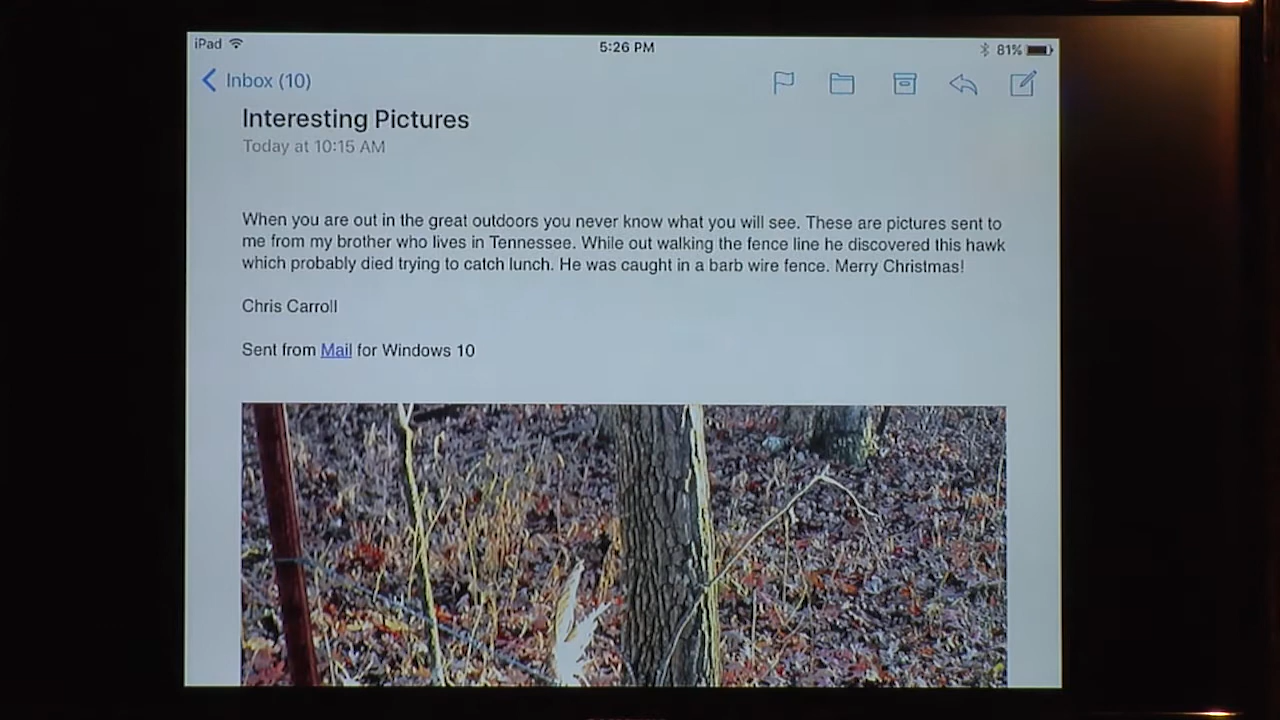 iPad 5:26 PM 81%
Inbox (10)
Interesting Pictures
Today at 10:15 AM
When you are out in the great outdoors you never know what you will see. These are pictures sent to
me from my brother who lives in Tennessee. While out walking the fence line he discovered this hawk
which probably died trying to catch lunch. He was caught in a barb wire fence. Merry Christmas!
Chris Carroll
Sent from Mail for Windows 10